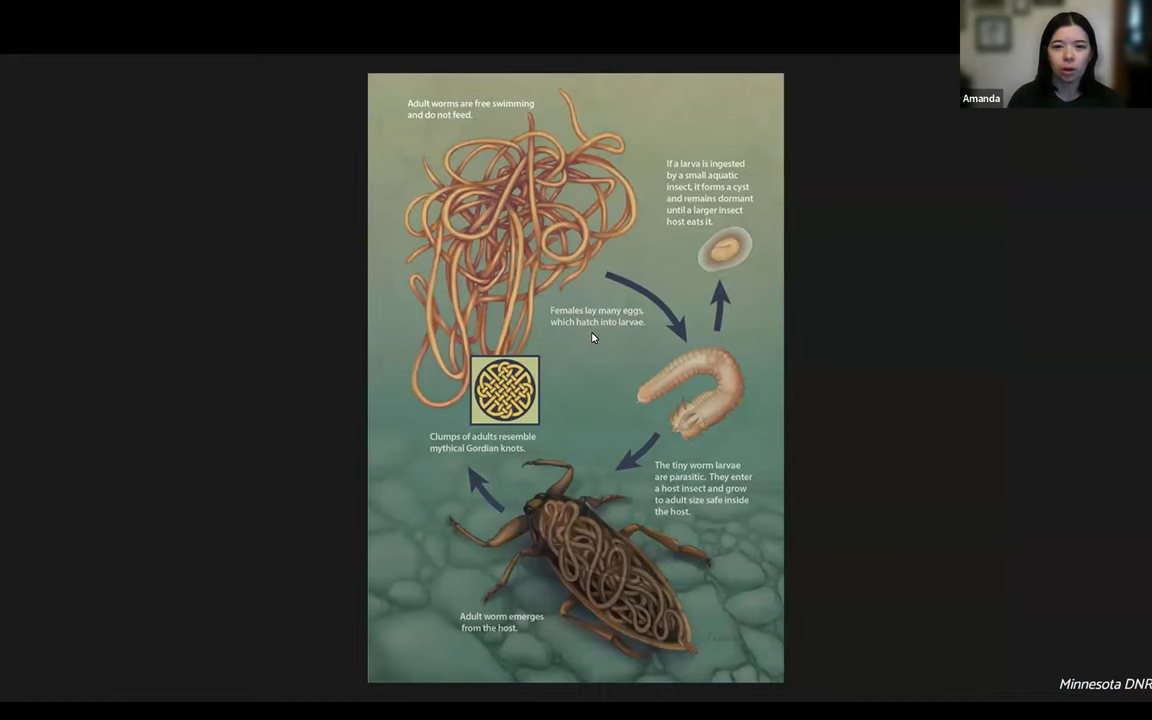 Amanda
Adult worms are free swimming
and do not feed.
If a larva is ingested
by a small aquatic
insect, it forms a cyst
and remains dormant
until a larger insect
host eats it.
Females lay many eggs,
which hatch into larvae.
Clumps of adults resemble
mythical Gordian knots.
The tiny worm larvae
are parasitic. They enter
a host insect and grow
to adult size safe inside
the host.
Adult worm emerges
from the host.
Minnesota DNR